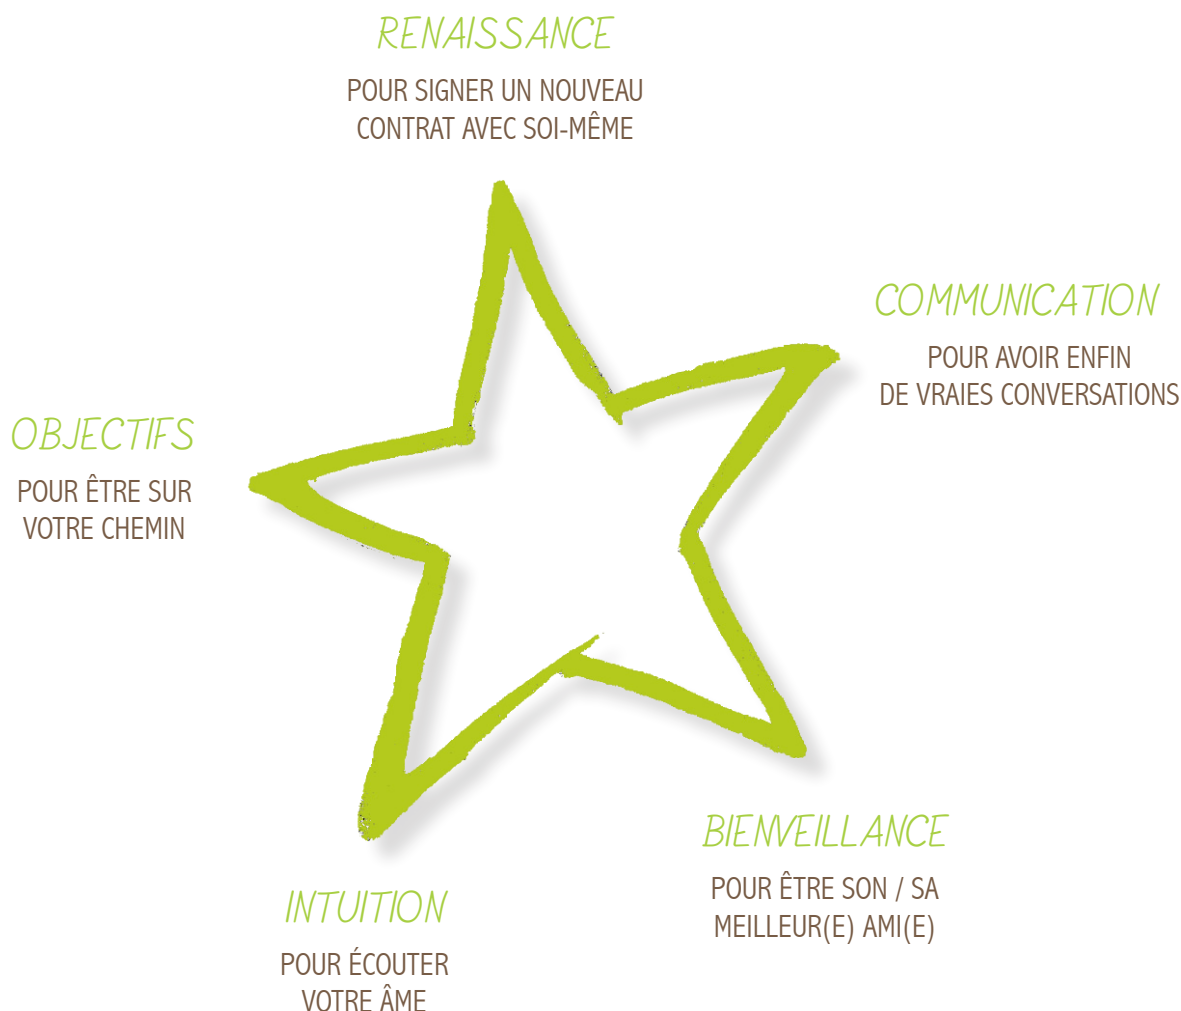 RENAISSANCE
POUR SIGNER UN NOUVEAU
CONTRAT AVEC SOI-MÊME
COMMUNICATION
POUR AVOIR ENFIN
DE VRAIES CONVERSATIONS
OBJECTIFS
POUR ÊTRE SUR
VOTRE CHEMIN
BIENVEILLANCE
POUR ÊTRE SON / SA
MEILLEUR(E) AMI(E)
INTUITION
POUR ÉCOUTER
VOTRE ÂME